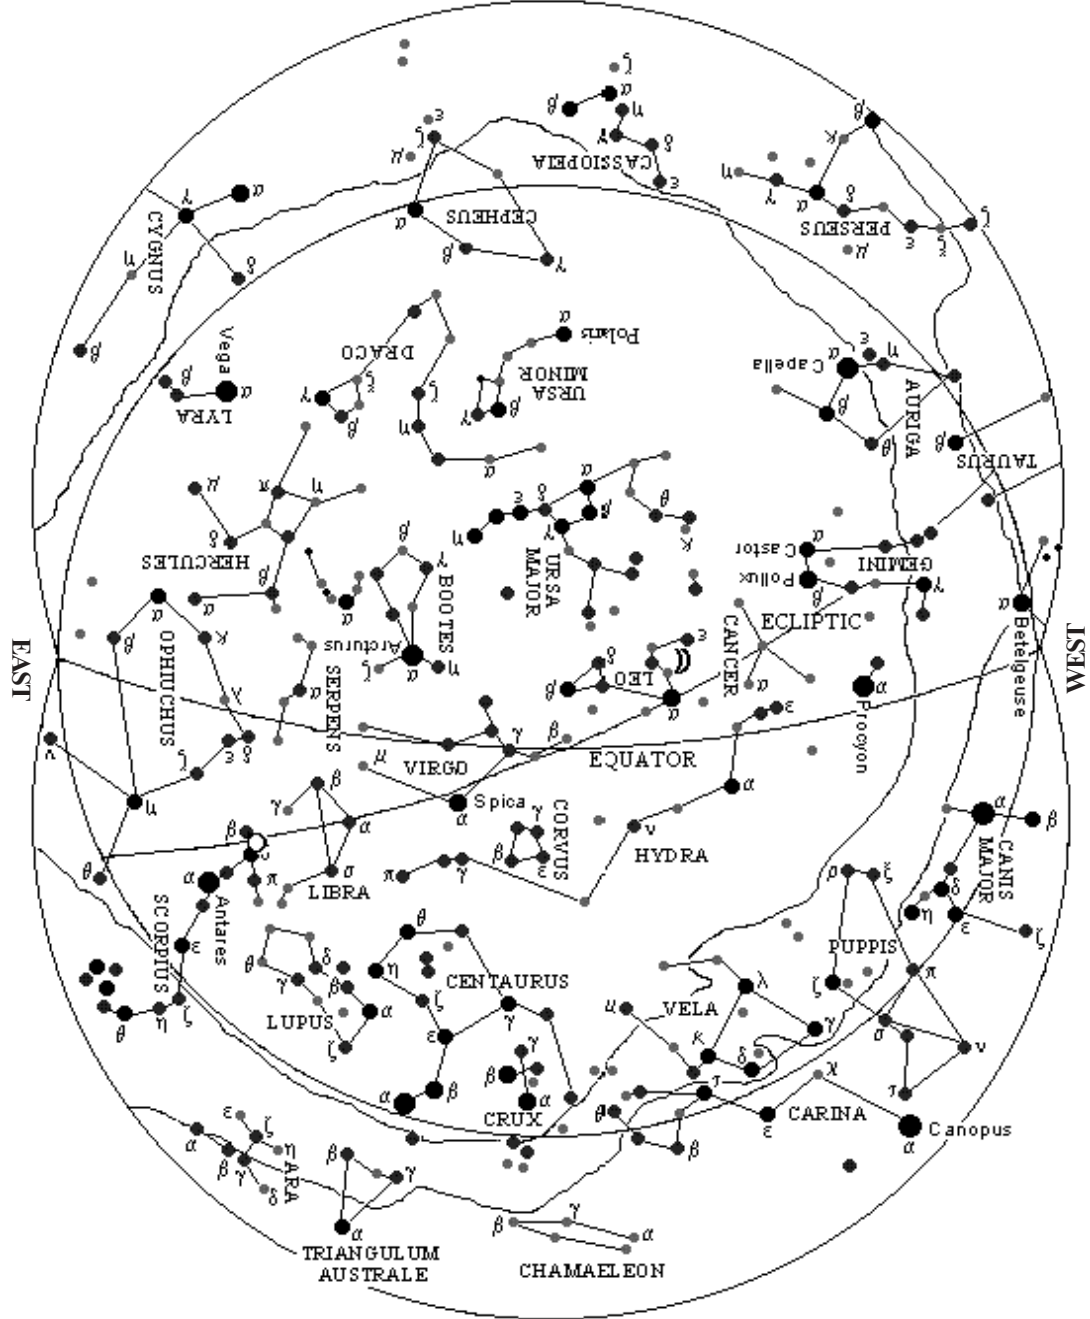 ζ
α
β
η
γ
δ
ε
CASSIOPEIA
β
κ
η
γ
α
δ
ε
ξ
ζ
μ
PERSEUS
ε
ζ
μ
α
β
γ
CEPHEUS
γ
α
η
δ
β
CYGNUS
Vega
α
β
LYRA
DRACO
γ
β
ξ
ζ
η
α
α
Polaris
URSA
MINOR
γ
β
ε
α
η
Capella
β
θ
AURIGA
β
TAURUS
μ
π
η
δ
β
α
HERCULES
α
β
γ
BOOTES
Arcturus
α
ζ
η
α
β
γ
δ
ε
η
θ
κ
URSA
MAJOR
α
Castor
Pollux
β
γ
GEMINI
ECLIPTIC
EAST
WEST
α
Betelgeuse
α
β
κ
λ
ε
δ
ζ
η
ν
θ
OPHIUCHUS
α
SERPENS
ε
δ
LEO
β
α
CANCER
α
α
Procyon
μ
VIRGO
γ
β
EQUATOR
Spica
α
ε
α
ν
HYDRA
π
γ
CORVUS
γ
β
ε
β
γ
α
σ
LIBRA
β
ν
π
α
Antares
SCORPIUS
ε
ζ
η
θ
α
β
CANIS
MAJOR
δ
η
ε
ζ
ρ
ξ
PUPPIS
ζ
π
σ
ν
τ
θ
η
ζ
ε
γ
CENTAURUS
α
β
θ
δ
γ
β
α
ζ
LUPUS
μ
VELA
λ
κ
δ
γ
γ
β
α
CRUX
θ
ι
χ
CARINA
ε
β
Canopus
α
ε
ζ
η
α
β
γ
δ
ARA
β
γ
α
TRIANGULUM
AUSTRALE
β
γ
α
CHAMAELEON